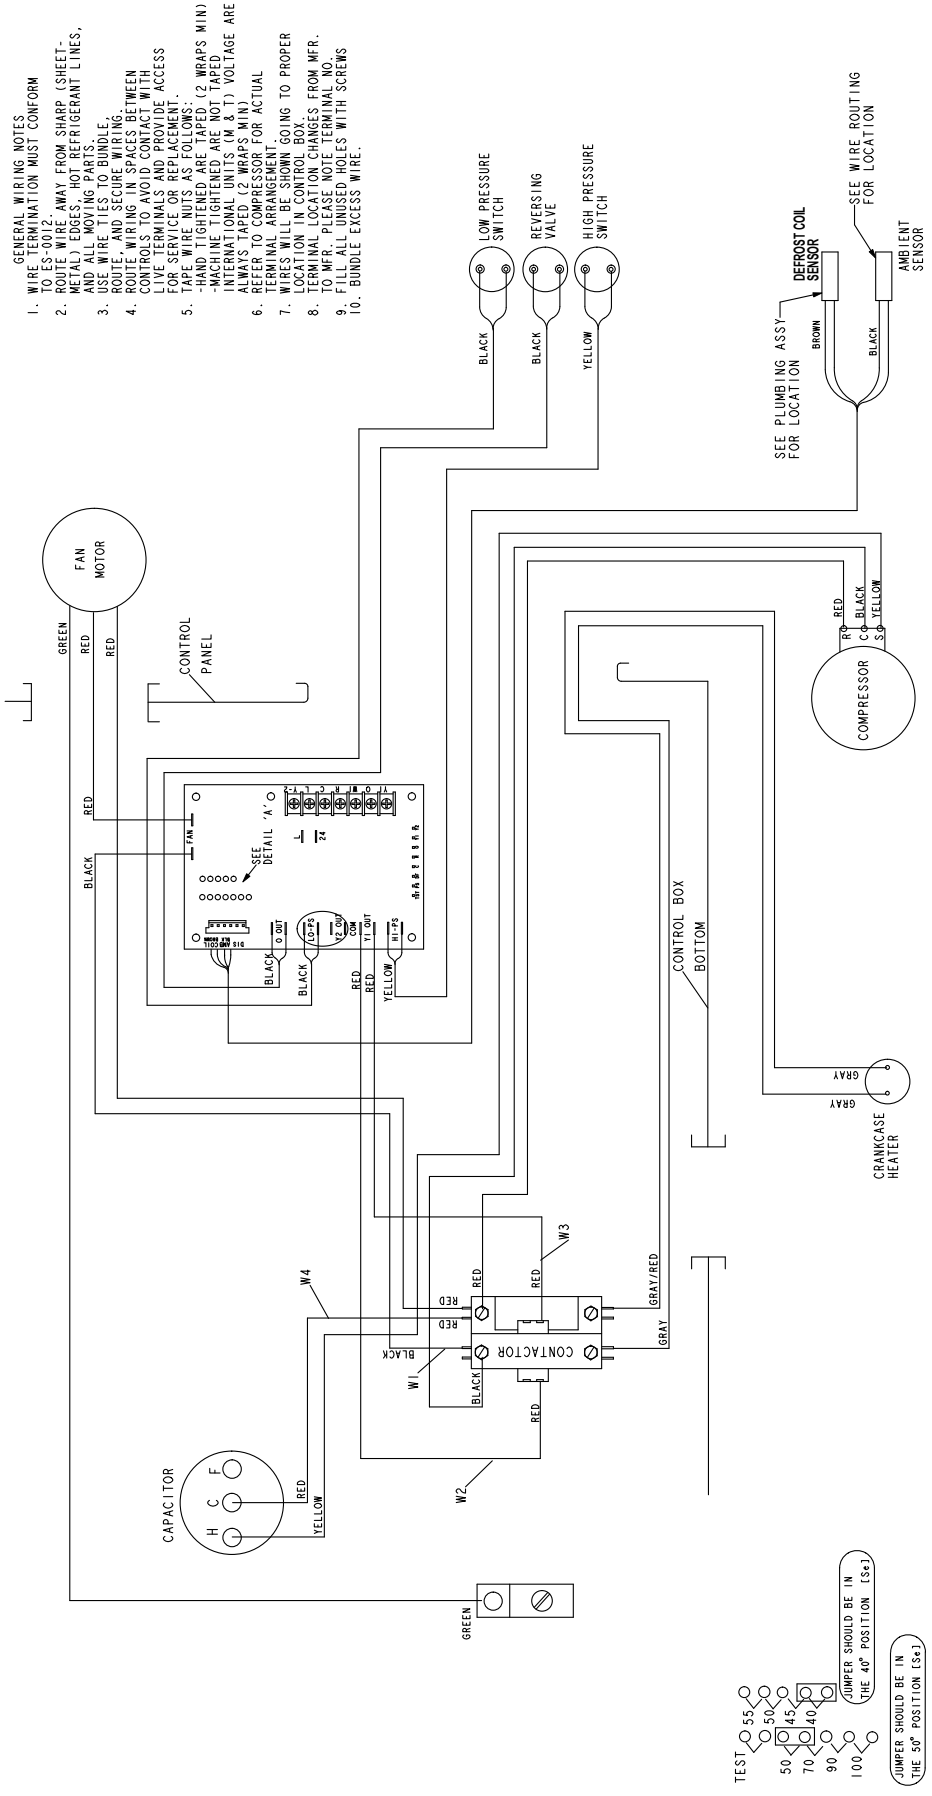 GENERAL WIRING NOTES
1. WIRE TERMINATION MUST CONFORM
TO ES-0012.
2. ROUTE WIRE AWAY FROM SHARP (SHEET-
METAL) EDGES, HOT REFRIGERANT LINES,
AND ALL MOVING PARTS.
3. USE WIRE TIES TO BUNDLE,
ROUTE, AND SECURE WIRING.
4. ROUTE WIRING IN SPACES BETWEEN
CONTROLS TO AVOID CONTACT WITH
LIVE TERMINALS AND PROVIDE ACCESS
FOR SERVICE OR REPLACEMENT.
5. TAPE WIRE NUTS AS FOLLOWS:
-HAND TIGHTENED ARE TAPED (2 WRAPS MIN)
-MACHINE TIGHTENED ARE NOT TAPED
INTERNATIONAL UNITS (M & T) VOLTAGE ARE
ALWAYS TAPED (2 WRAPS MIN)
6. REFER TO COMPRESSOR FOR ACTUAL
TERMINAL ARRANGEMENT.
7. WIRES WILL BE SHOWN GOING TO PROPER
LOCATION IN CONTROL BOX.
8. TERMINAL LOCATION CHANGES FROM MFR.
TO MFR. PLEASE NOTE TERMINAL NO.
9. FILL ALL UNUSED HOLES WITH SCREWS
10. BUNDLE EXCESS WIRE.
LOW PRESSURE
SWITCH
BLACK
REVERSING
VALVE
BLACK
HIGH PRESSURE
SWITCH
YELLOW
DEFROST COIL
SENSOR
SEE PLUMBING ASSY
FOR LOCATION
BROWN
BLACK
SEE WIRE ROUTING
FOR LOCATION
AMBIENT
SENSOR
FAN
MOTOR
GREEN
RED
RED
CONTROL
PANEL
RED
BLACK
FAN
SEE
DETAIL 'A'
Y-2
L
C
R
W1
O
Y1
L
24
DIS AMB COIL
BLK BROWN
O OUT
LO-PS
Y2 OUT
COM
Y1 OUT
HI-PS
BLACK
BLACK
RED
RED
YELLOW
CONTROL BOX
BOTTOM
RED
BLACK
YELLOW
R
C
S
COMPRESSOR
GRAY
GRAY
CRANKCASE
HEATER
W4
W3
RED
RED
RED
RED
BLACK
W1
CONTACTOR
BLACK
RED
GRAY/RED
GRAY
W2
CAPACITOR
H
C
F
RED
YELLOW
GREEN
TEST
50
70
90
100
55
50
45
40
JUMPER SHOULD BE IN
THE 40° POSITION [Se]
JUMPER SHOULD BE IN
THE 50° POSITION [Se]